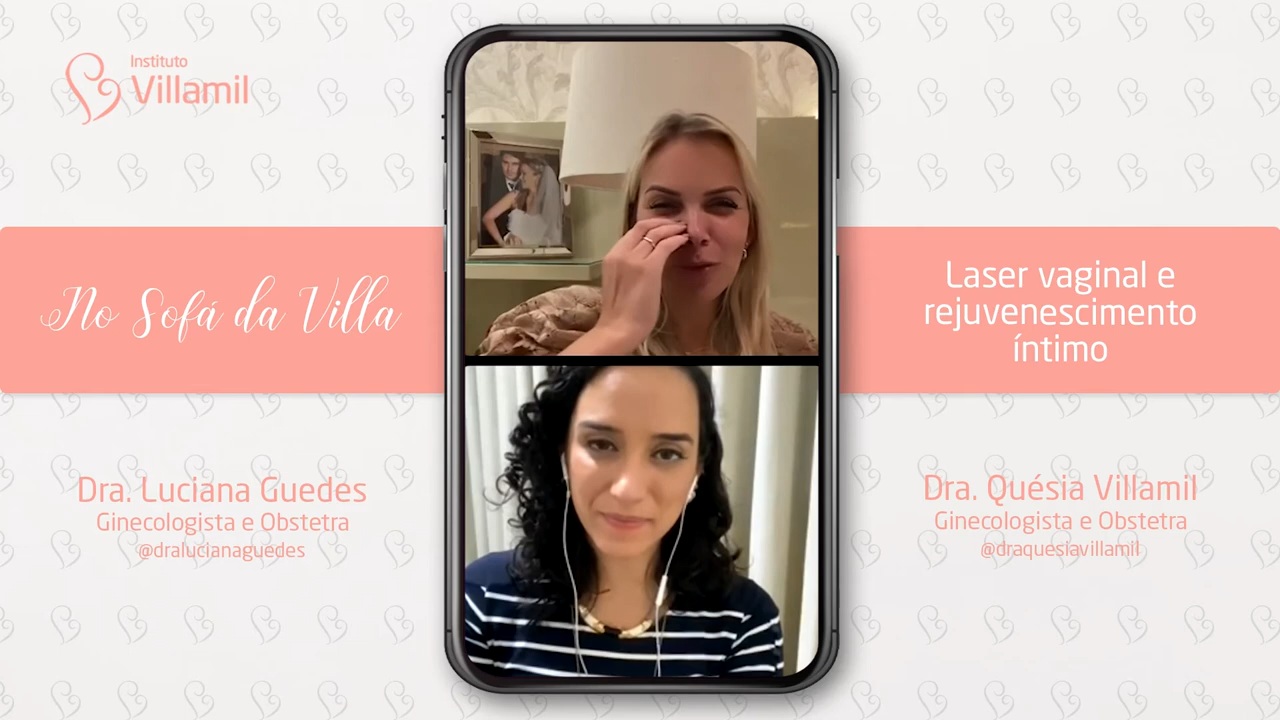 Instituto
Villamil
No Sofá da Villa
Laser vaginal e
rejuvenescimento
íntimo
Dra. Luciana Guedes
Ginecologista e Obstetra
@dralucianaguedes
Dra. Quésia Villamil
Ginecologista e Obstetra
@draquesiavillamil